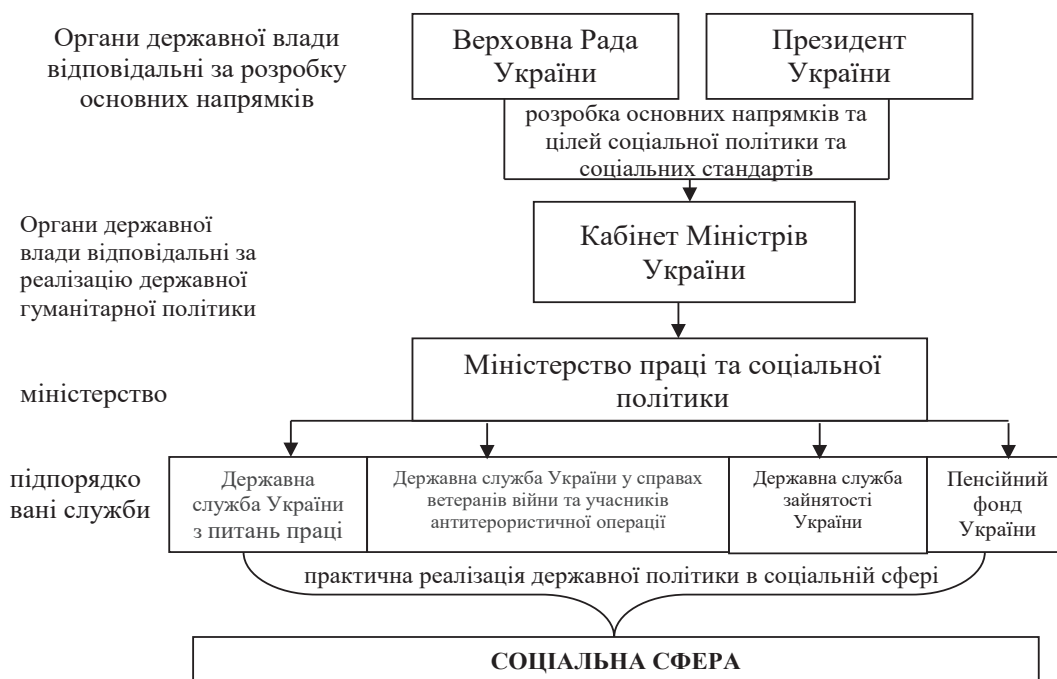 Органи державної влади
відповідальні за розробку
основних напрямків
Верховна Рада
України
Президент
України
розробка основних напрямків та
цілей соціальної політики та
соціальних стандартів
Органи державної
влади відповідальні за
реалізацію державної
гуманітарної політики
Кабінет Міністрів
України
міністерство
Міністерство праці та соціальної
політики
підпорядко
вані служби
Державна
служба України
з питань праці
Державна служба України у справах
ветеранів війни та учасників
антитерористичної операції
Державна служба
зайнятості
України
Пенсійний
фонд
України
практична реалізація державної політики в соціальній сфері
СОЦІАЛЬНА СФЕРА